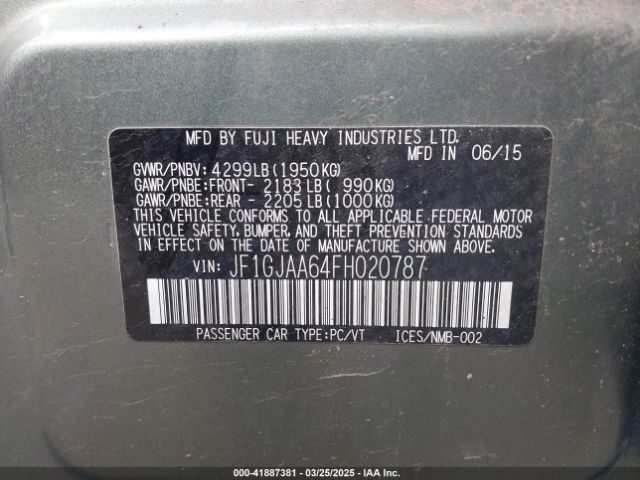 MFD BY FUJI HEAVY INDUSTRIES LTD.
MFD IN 06/15
GVWR/PNBV: 4299LB(1950KG)
GAWR/PNBE:FRONT- 2183LB( 990KG)
GAWR/PNBE:REAR - 2205LB(1000KG)
THIS VEHICLE CONFORMS TO ALL APPLICABLE FEDERAL MOTOR
VEHICLE SAFETY, BUMPER, AND THEFT PREVENTION STANDARDS
IN EFFECT ON THE DATE OF MANUFACTURE SHOWN ABOVE.
VIN: JF1GJAA64FH020787
PASSENGER CAR TYPE:PC/VT ICES/NMB-002
000-41887381 | 03/25/2025 | IAA, LLC